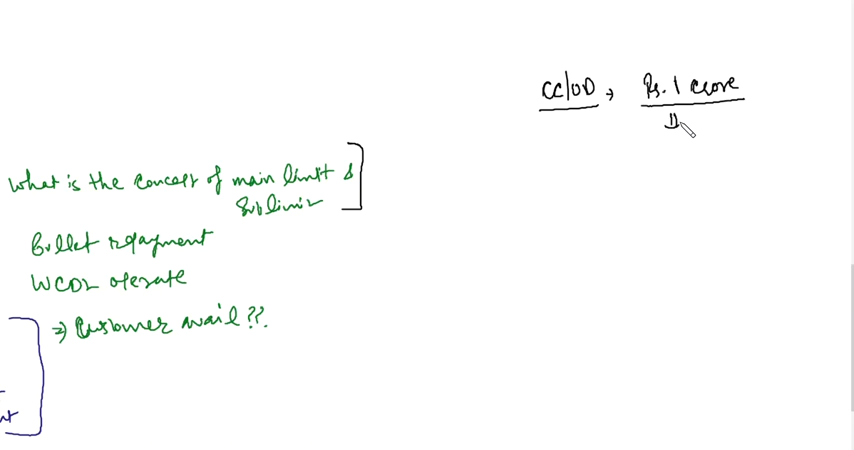 CC/OD → Rs. 1 crore
What is the concept of main limit &
Sublimit
Bullet repayment
WCDL operate
⇒ Customer avail??